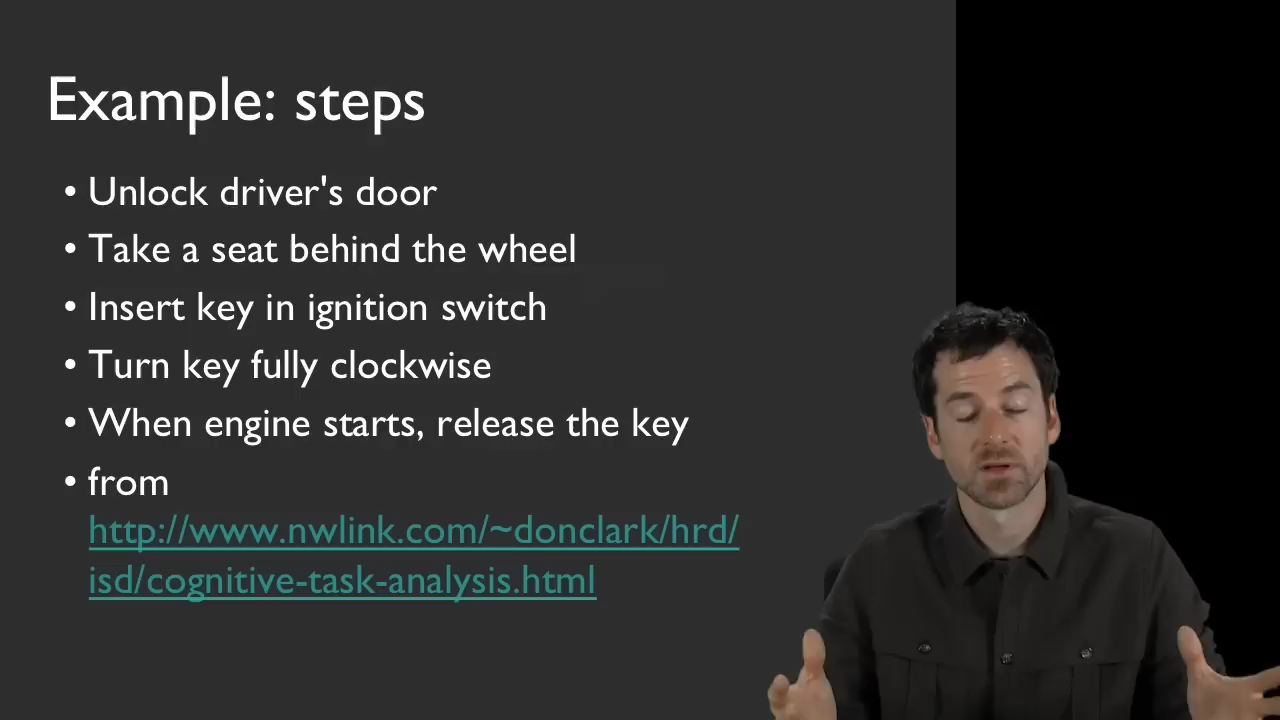 Example: steps
• Unlock driver's door
• Take a seat behind the wheel
• Insert key in ignition switch
• Turn key fully clockwise
• When engine starts, release the key
• from
http://www.nwlink.com/~donclark/hrd/
isd/cognitive-task-analysis.html